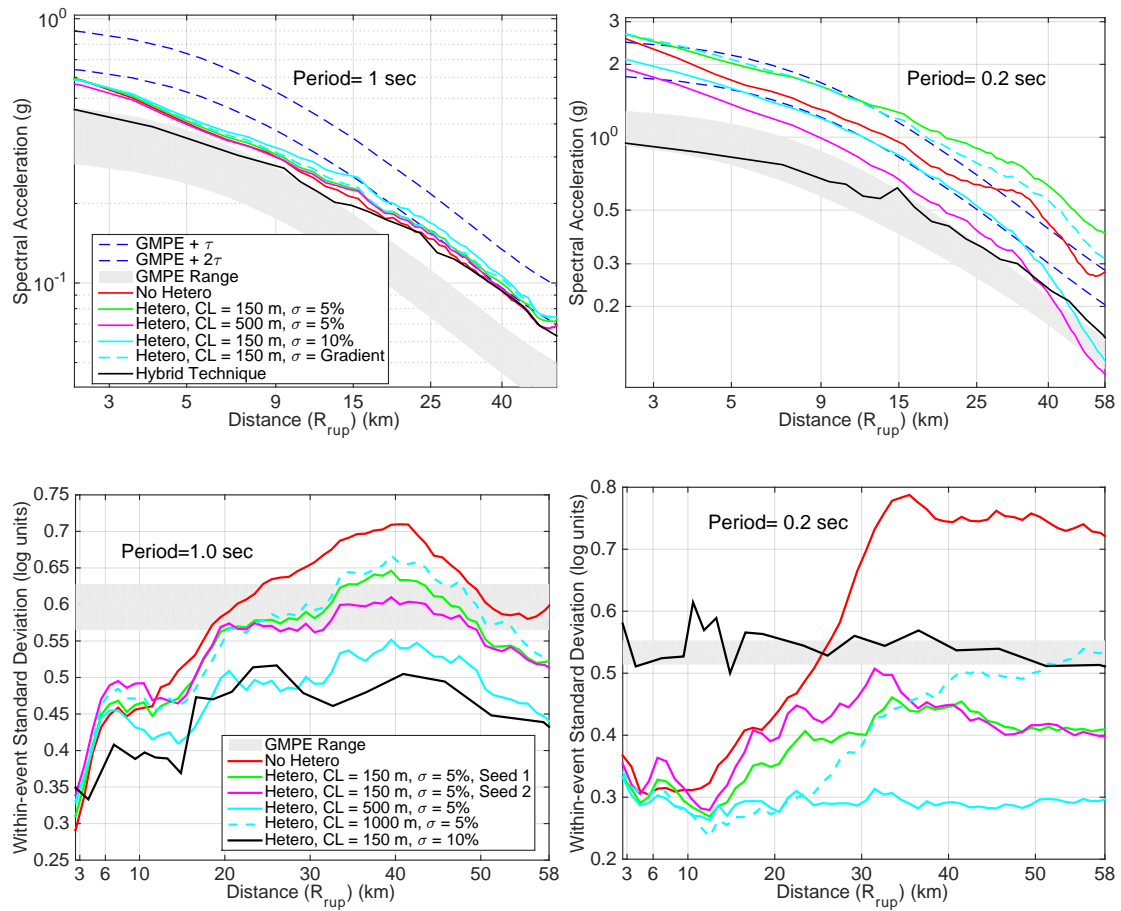 10^0
Spectral Acceleration (g)
10^-1
Period= 1 sec
GMPE + τ
GMPE + 2τ
GMPE Range
No Hetero
Hetero, CL = 150 m, σ = 5%
Hetero, CL = 500 m, σ = 5%
Hetero, CL = 150 m, σ = 10%
Hetero, CL = 150 m, σ = Gradient
Hybrid Technique
3 5 9 15 25 40
Distance (R_rup) (km)
3
2
10^0
0.5
0.3
0.2
Spectral Acceleration (g)
Period= 0.2 sec
3 5 9 15 25 40 58
Distance (R_rup) (km)
0.75
0.7
0.65
0.6
0.55
0.5
0.45
0.4
0.35
0.3
0.25
Within-event Standard Deviation (log units)
Period=1.0 sec
GMPE Range
No Hetero
Hetero, CL = 150 m, σ = 5%, Seed 1
Hetero, CL = 150 m, σ = 5%, Seed 2
Hetero, CL = 500 m, σ = 5%
Hetero, CL = 1000 m, σ = 5%
Hetero, CL = 150 m, σ = 10%
3 6 10 20 30 40 50 58
Distance (R_rup) (km)
0.8
0.7
0.6
0.5
0.4
0.3
0.2
Within-event Standard Deviation (log units)
Period= 0.2 sec
3 6 10 20 30 40 50 58
Distance (R_rup) (km)